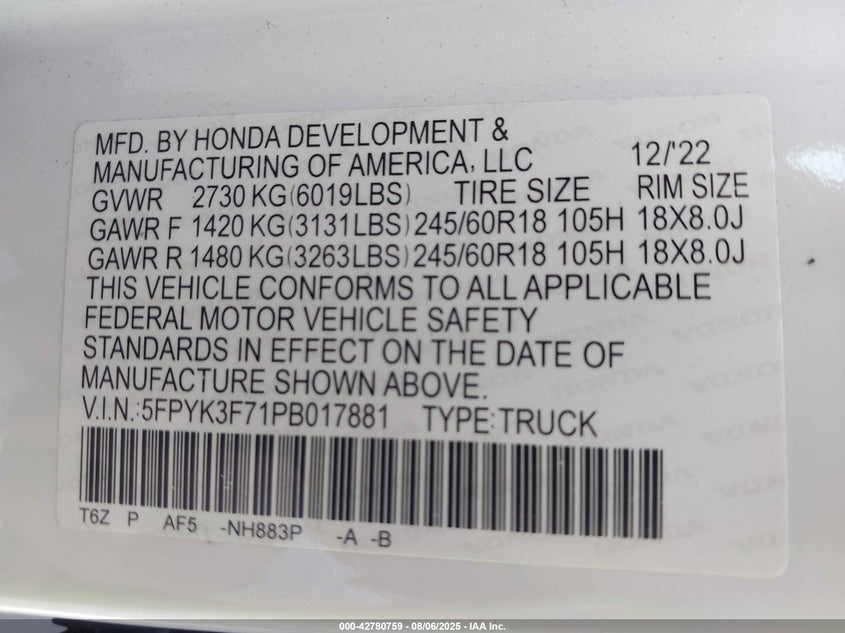 MFD. BY HONDA DEVELOPMENT &
MANUFACTURING OF AMERICA, LLC 12/'22
GVWR 2730 KG(6019LBS) TIRE SIZE RIM SIZE
GAWR F 1420 KG(3131LBS) 245/60R18 105H 18X8.0J
GAWR R 1480 KG(3263LBS) 245/60R18 105H 18X8.0J
THIS VEHICLE CONFORMS TO ALL APPLICABLE
FEDERAL MOTOR VEHICLE SAFETY
STANDARDS IN EFFECT ON THE DATE OF
MANUFACTURE SHOWN ABOVE.
V.I.N.:5FPYK3F71PB017881 TYPE:TRUCK
T6Z P AF5 -NH883P -A -B
000-42780759 - 08/06/2025 - IAA Inc.